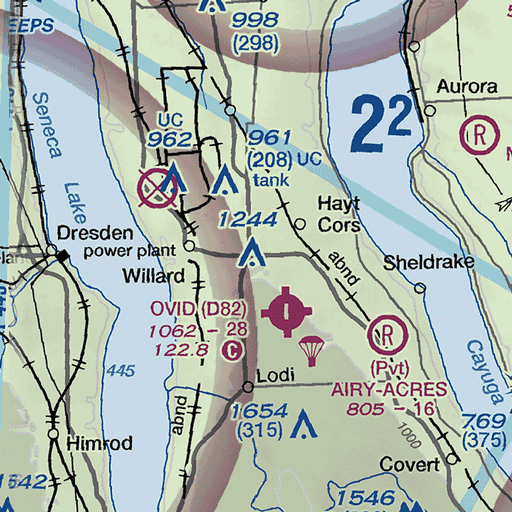 EEPS
998
(298)
Aurora
R
Seneca
Lake
UC
962
961
(208) UC
tank
22
Dresden
power plant
1244
Hayt
Cors
abnd
Sheldrake
Willard
OVID (D82)
1062 - 28
122.8 C
R
(Pvt)
AIRY-ACRES
805 - 16
Cayuga
445
abnd
Lodi
1654
(315)
1000
769
(375)
Himrod
Covert
1542
1546